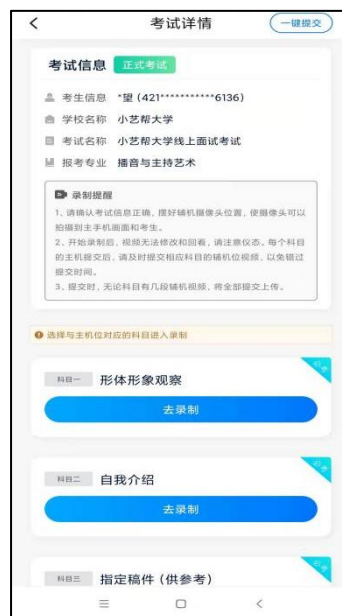 考试详情
一键提交
考试信息 正式考试
考生信息 *望 (421***********6136)
学校名称 小艺帮大学
考试名称 小艺帮大学线上面试考试
报考专业 播音与主持艺术
录制提醒
1、请确认考试信息正确，摆好辅机摄像头位置，使摄像头可以
拍摄到主手机画面和考生。
2、开始录制后，视频无法修改和回看，请注意仪态。每个科目
的主机提交后，请及时提交相应科目的辅机位视频，以免错过
提交时间。
3、提交时，无论科目有几段辅机视频，将全部提交上传。
选择与主机位对应的科目进入录制
必考
科目一 形体形象观察
去录制
必考
科目二 自我介绍
去录制
必考
科目三 指定稿件 (供参考)